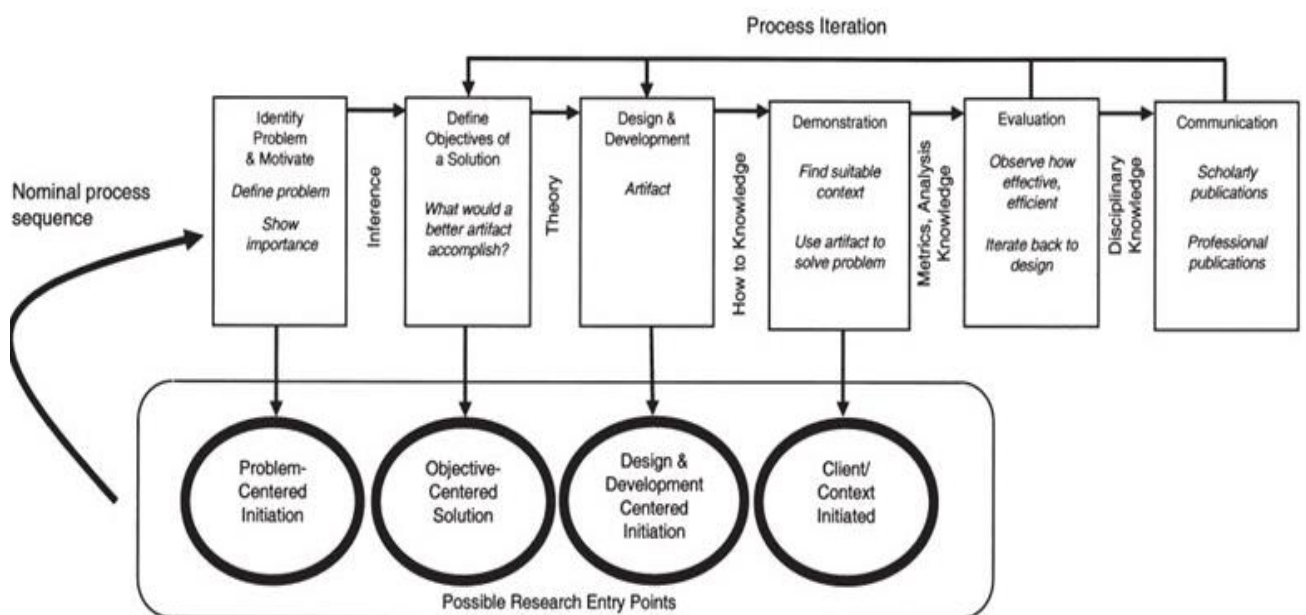 Process Iteration
Nominal process
sequence
Identify
Problem
& Motivate
Define problem
Show
importance
Inference
Define
Objectives of
a Solution
What would a
better artifact
accomplish?
Theory
Design &
Development
Artifact
How to Knowledge
Demonstration
Find suitable
context
Use artifact to
solve problem
Metrics, Analysis
Knowledge
Evaluation
Observe how
effective,
efficient
Iterate back to
design
Disciplinary
Knowledge
Communication
Scholarly
publications
Professional
publications
Problem-
Centered
Initiation
Objective-
Centered
Solution
Design &
Development
Centered
Initiation
Client/
Context
Initiated
Possible Research Entry Points